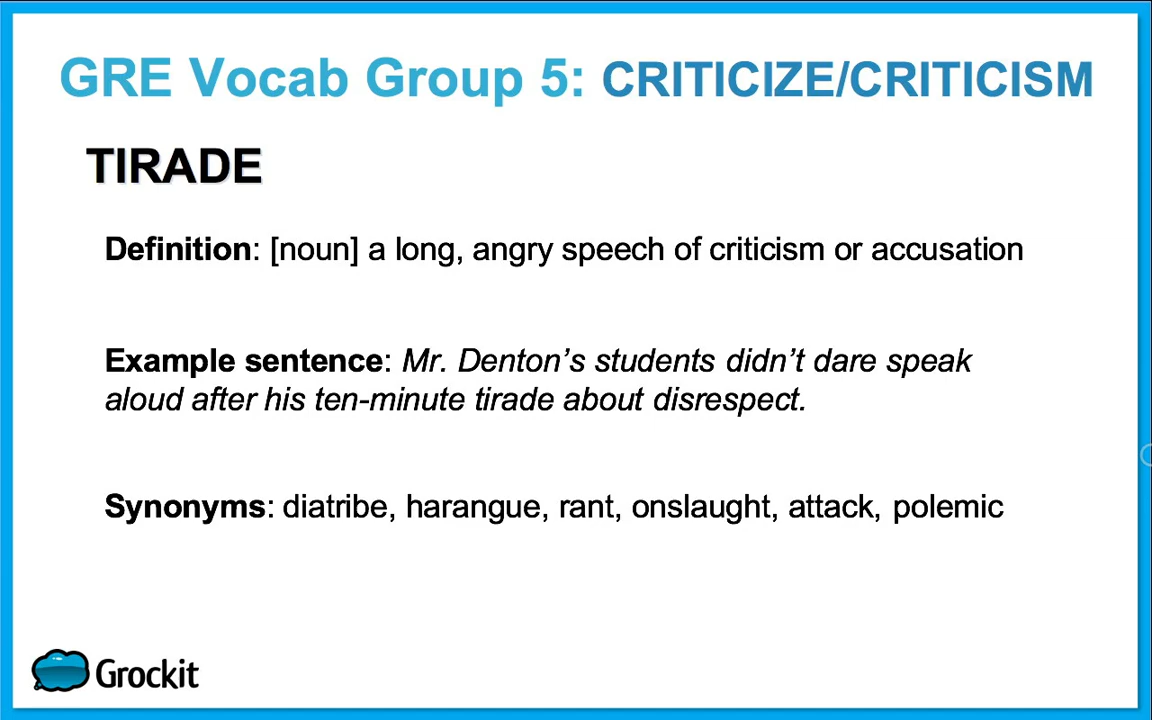 GRE Vocab Group 5: CRITICIZE/CRITICISM
TIRADE
Definition: [noun] a long, angry speech of criticism or accusation
Example sentence: Mr. Denton’s students didn’t dare speak
aloud after his ten-minute tirade about disrespect.
Synonyms: diatribe, harangue, rant, onslaught, attack, polemic
Grockit